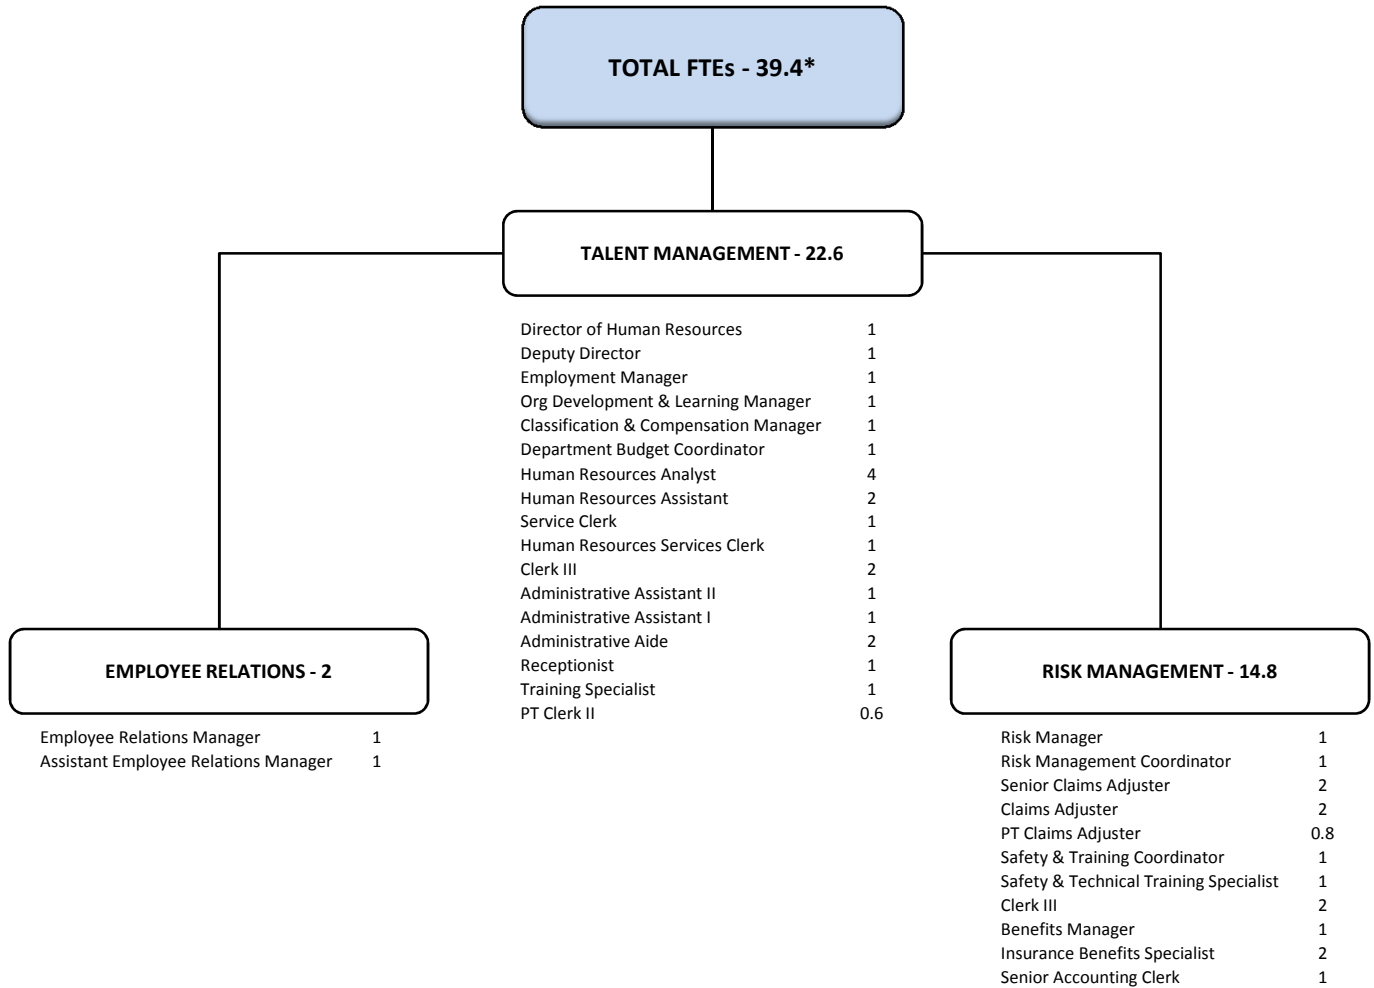 TOTAL FTEs - 39.4*
TALENT MANAGEMENT - 22.6
Director of Human Resources 1
Deputy Director 1
Employment Manager 1
Org Development & Learning Manager 1
Classification & Compensation Manager 1
Department Budget Coordinator 1
Human Resources Analyst 4
Human Resources Assistant 2
Service Clerk 1
Human Resources Services Clerk 1
Clerk III 2
Administrative Assistant II 1
Administrative Assistant I 1
Administrative Aide 2
Receptionist 1
Training Specialist 1
PT Clerk II 0.6
EMPLOYEE RELATIONS - 2
Employee Relations Manager 1
Assistant Employee Relations Manager 1
RISK MANAGEMENT - 14.8
Risk Manager 1
Risk Management Coordinator 1
Senior Claims Adjuster 2
Claims Adjuster 2
PT Claims Adjuster 0.8
Safety & Training Coordinator 1
Safety & Technical Training Specialist 1
Clerk III 2
Benefits Manager 1
Insurance Benefits Specialist 2
Senior Accounting Clerk 1